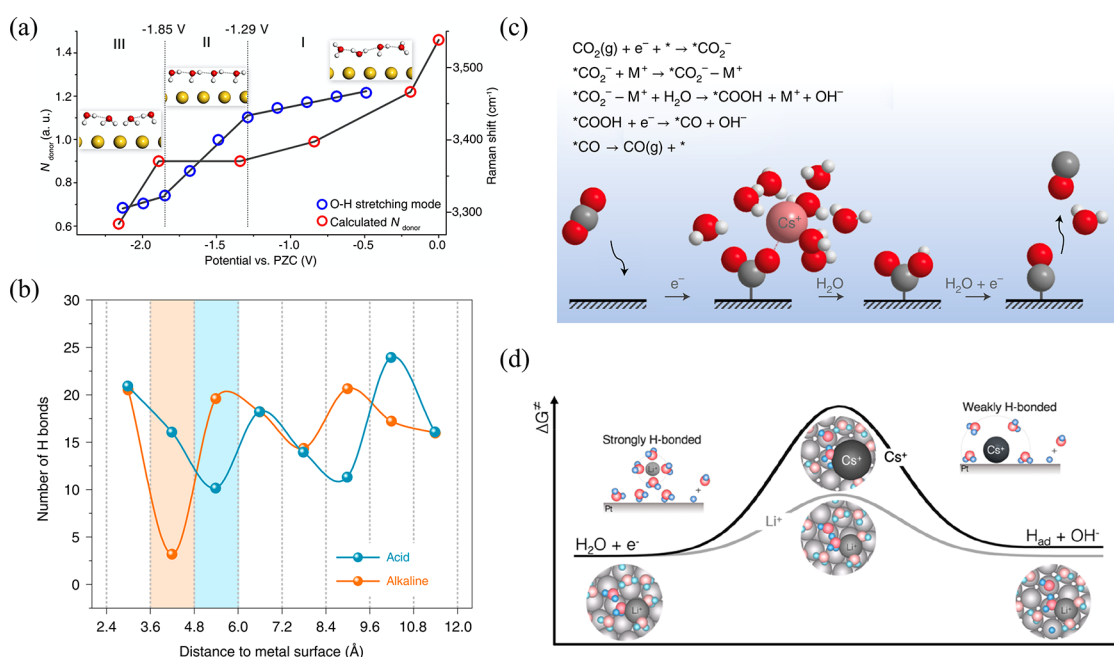 (a)
-1.85 V
-1.29 V
III
II
I
1.4
1.2
1.0
0.8
0.6
N donor (a. u.)
3,500
3,400
3,300
Raman shift (cm⁻¹)
O-H stretching mode
Calculated N donor
-2.0
-1.5
-1.0
-0.5
0.0
Potential vs. PZC (V)
(b)
30
25
20
15
10
5
0
Number of H bonds
Acid
Alkaline
2.4
3.6
4.8
6.0
7.2
8.4
9.6
10.8
12.0
Distance to metal surface (Å)
(c)
CO₂(g) + e⁻ + * → *CO₂⁻
*CO₂⁻ + M⁺ → *CO₂⁻ – M⁺
*CO₂⁻ – M⁺ + H₂O → *COOH + M⁺ + OH⁻
*COOH + e⁻ → *CO + OH⁻
*CO → CO(g) + *
Cs⁺
e⁻
H₂O
H₂O + e⁻
(d)
ΔG≠
Strongly H-bonded
Li⁺
+
Pt
Weakly H-bonded
Cs⁺
+
Pt
Cs⁺
Cs⁺
Li⁺
Li⁺
H₂O + e-
Had + OH-
Li⁺
Li⁺